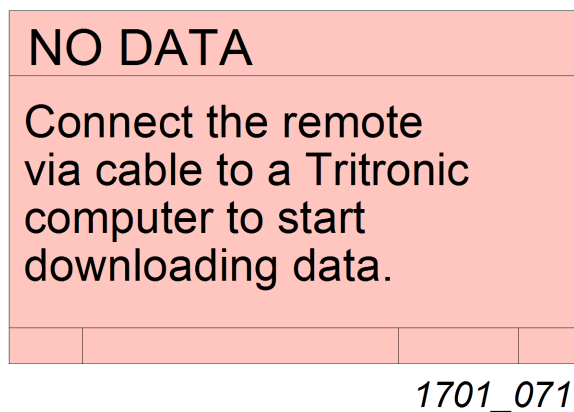 NO DATA
Connect the remote
via cable to a Tritronic
computer to start
downloading data.
1701_071